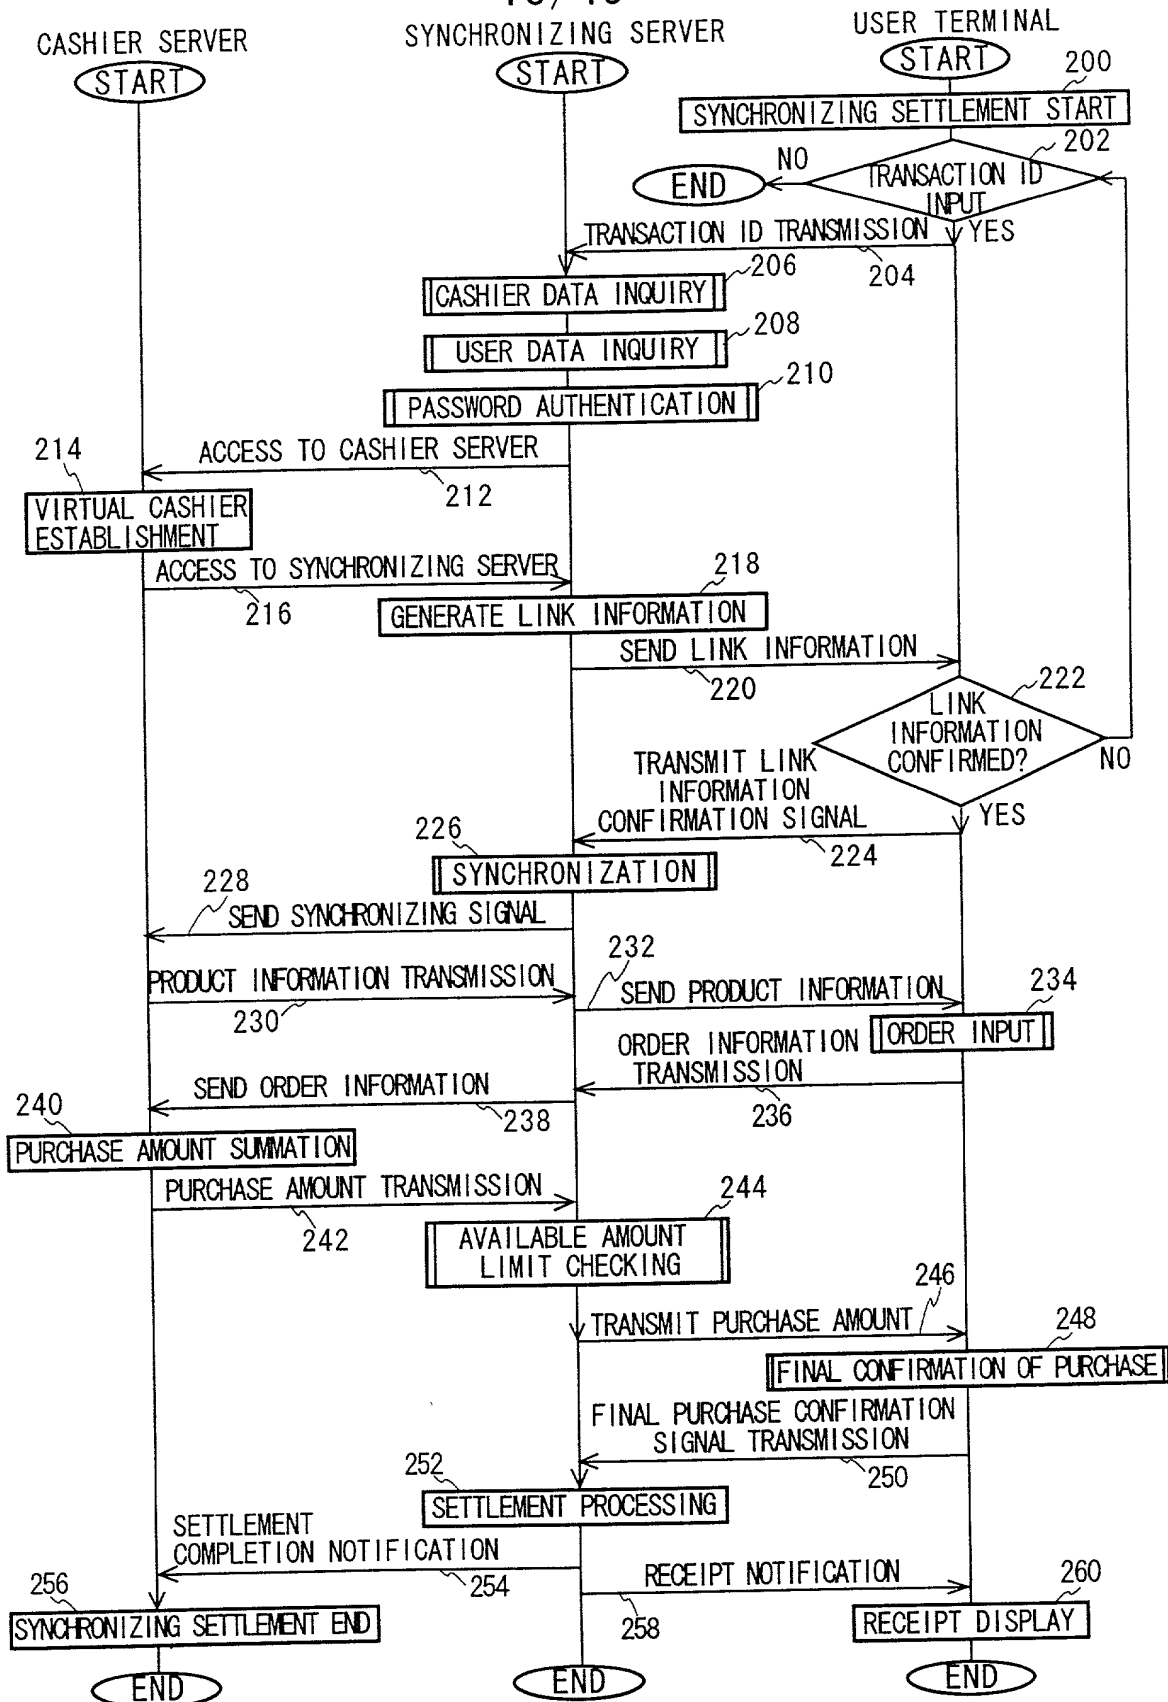 CASHIER SERVER
SYNCHRONIZING SERVER
USER TERMINAL
START
START
START
200
SYNCHRONIZING SETTLEMENT START
202
NO
END
TRANSACTION ID
INPUT
YES
TRANSACTION ID TRANSMISSION
204
206
CASHIER DATA INQUIRY
208
USER DATA INQUIRY
210
PASSWORD AUTHENTICATION
214
ACCESS TO CASHIER SERVER
212
VIRTUAL CASHIER
ESTABLISHMENT
ACCESS TO SYNCHRONIZING SERVER
216
218
GENERATE LINK INFORMATION
SEND LINK INFORMATION
220
222
LINK
INFORMATION
CONFIRMED?
NO
YES
TRANSMIT LINK
INFORMATION
CONFIRMATION SIGNAL
224
226
SYNCHRONIZATION
228
SEND SYNCHRONIZING SIGNAL
PRODUCT INFORMATION TRANSMISSION
230
232
SEND PRODUCT INFORMATION
234
ORDER INPUT
ORDER INFORMATION
TRANSMISSION
236
SEND ORDER INFORMATION
238
240
PURCHASE AMOUNT SUMMATION
PURCHASE AMOUNT TRANSMISSION
242
244
AVAILABLE AMOUNT
LIMIT CHECKING
246
TRANSMIT PURCHASE AMOUNT
248
FINAL CONFIRMATION OF PURCHASE
FINAL PURCHASE CONFIRMATION
SIGNAL TRANSMISSION
250
252
SETTLEMENT PROCESSING
SETTLEMENT
COMPLETION NOTIFICATION
254
RECEIPT NOTIFICATION
258
256
SYNCHRONIZING SETTLEMENT END
260
RECEIPT DISPLAY
END
END
END